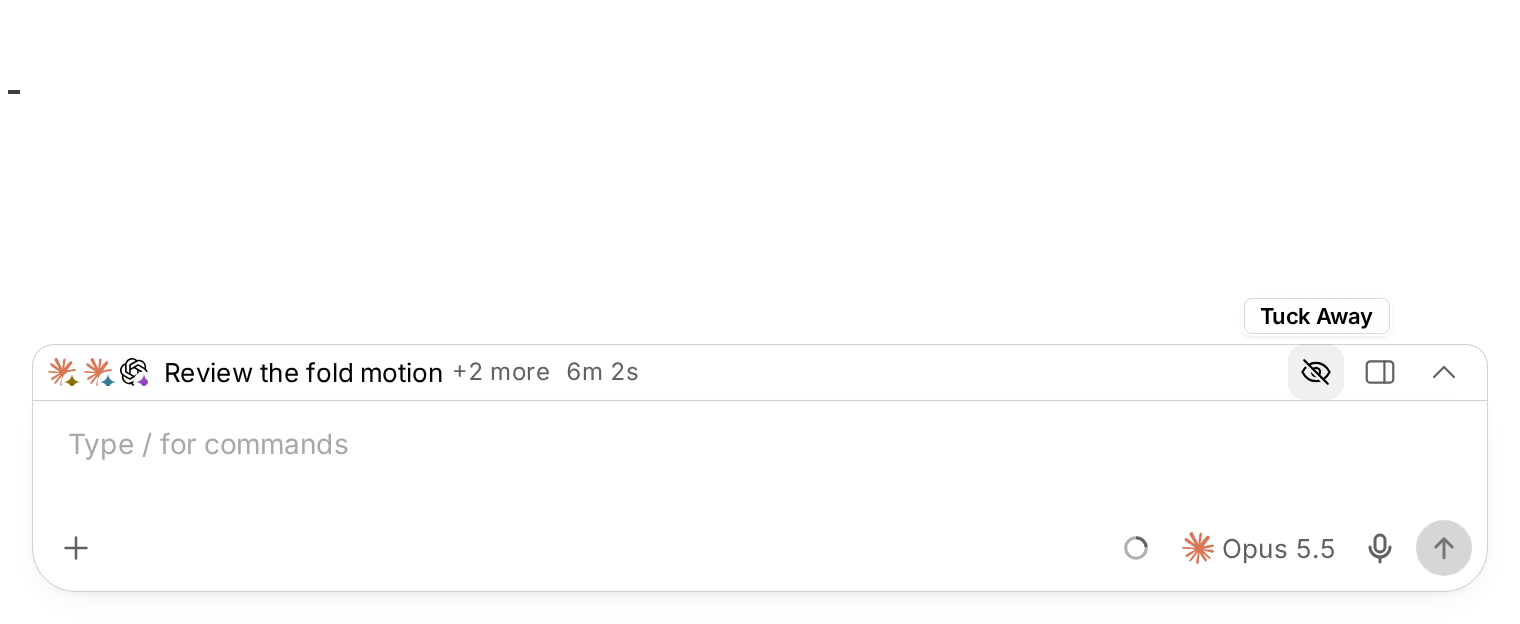 Tuck Away
Review the fold motion +2 more 6m 2s
Type / for commands
Opus 5.5